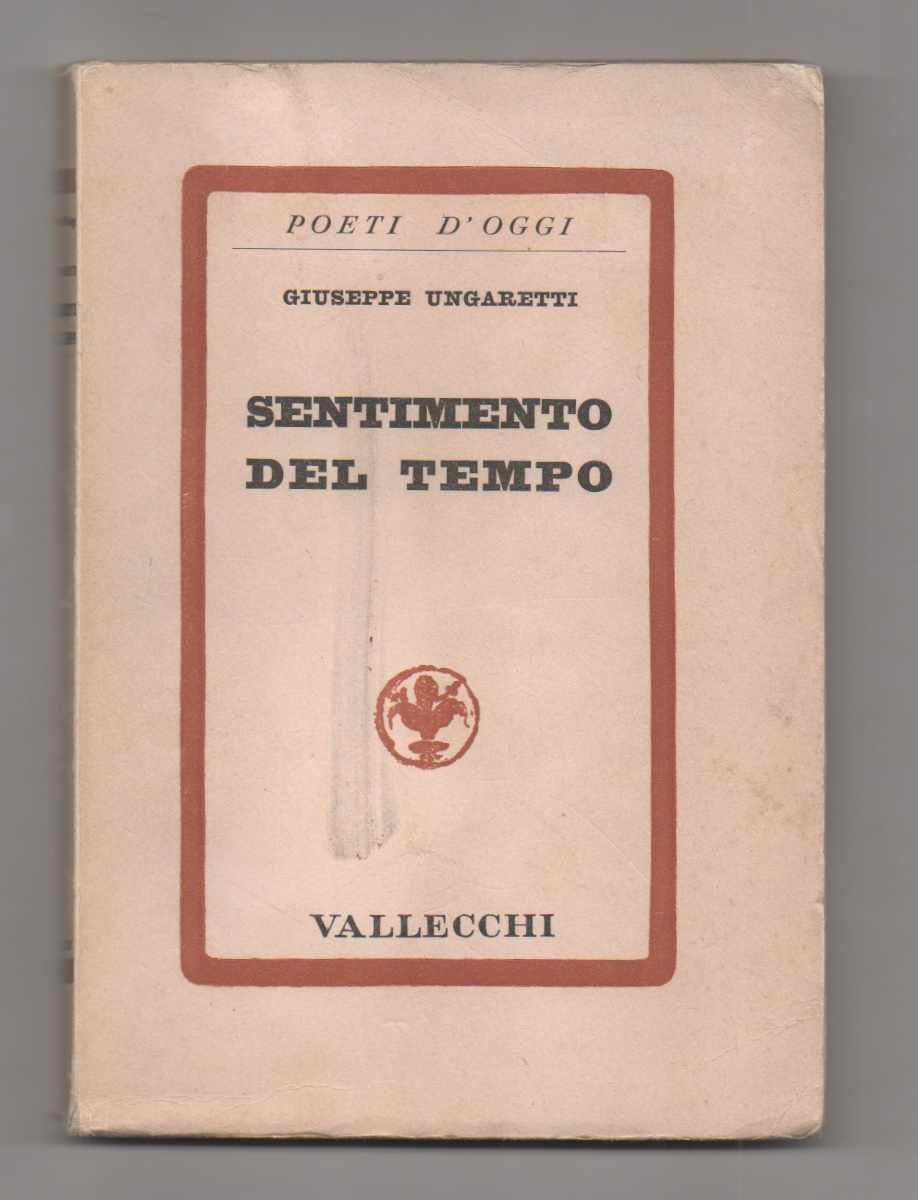 POETI D'OGGI
GIUSEPPE UNGARETTI
SENTIMENTO
DEL TEMPO
VALLECCHI